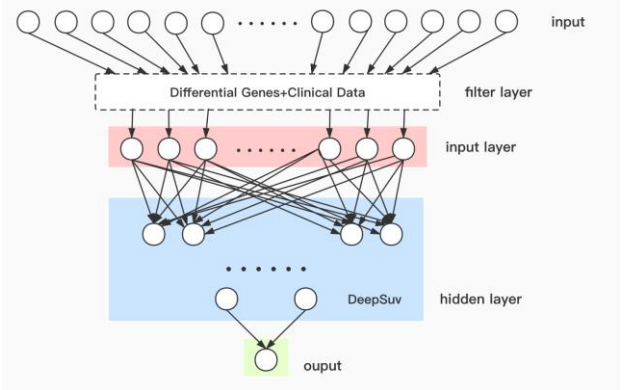 input
Differential Genes+Clinical Data
filter layer
input layer
DeepSuv
hidden layer
ouput